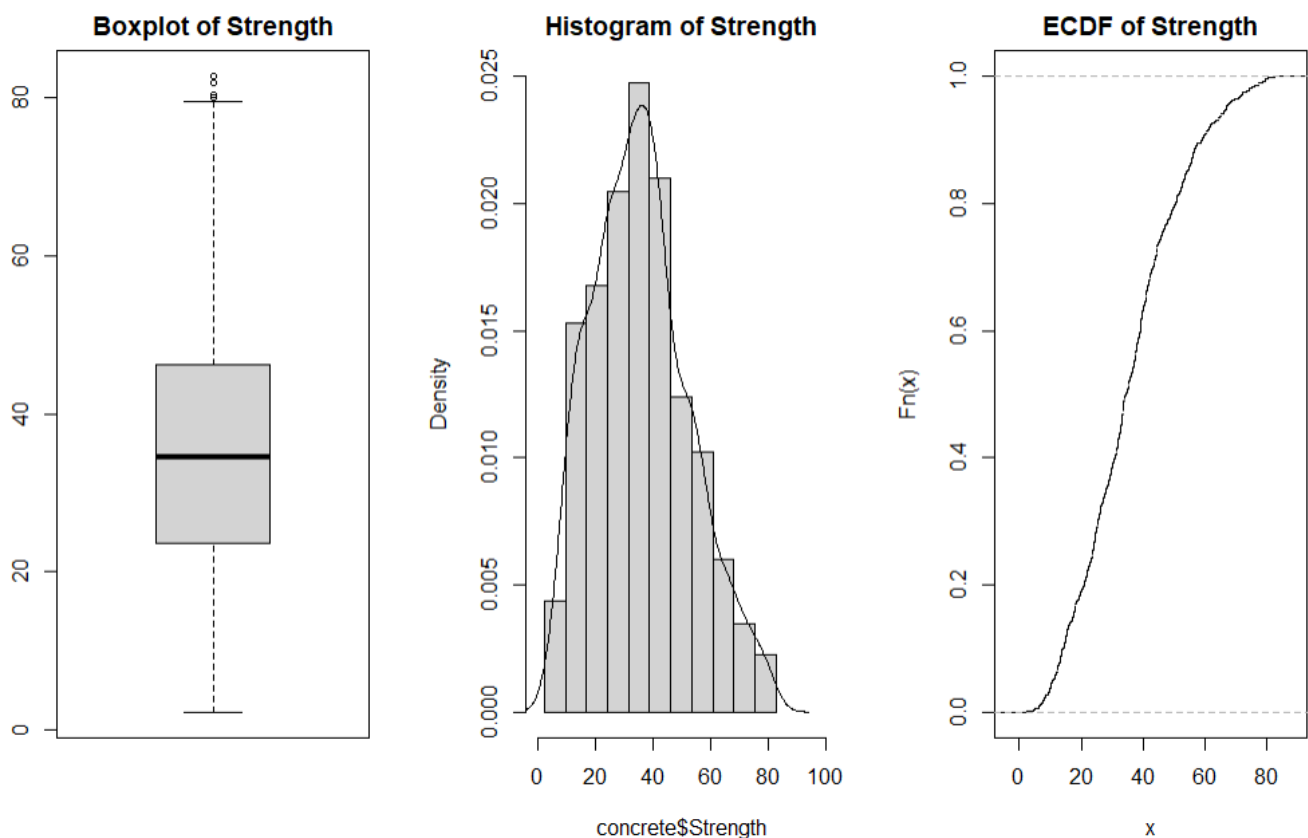 Boxplot of Strength
80
60
40
20
0
Histogram of Strength
0.025
0.020
0.015
0.010
0.005
0.000
Density
0 20 40 60 80 100
concrete$Strength
ECDF of Strength
1.0
0.8
0.6
0.4
0.2
0.0
Fn(x)
0 20 40 60 80
x